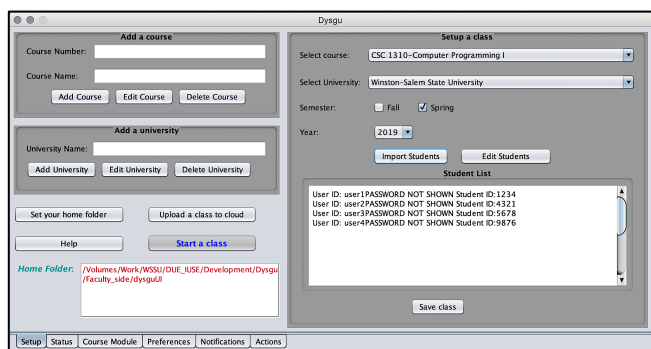 Dysgu
Add a course
Course Number:
Course Name:
Add Course Edit Course Delete Course
Add a university
University Name:
Add University Edit University Delete University
Set your home folder Upload a class to cloud
Help Start a class
Home Folder: /Volumes/Work/WSSU/DUE_IUSE/Development/Dysgu
/Faculty_side/dysguUI
Setup a class
Select course: CSC 1310-Computer Programming I
Select University: Winston-Salem State University
Semester: Fall Spring
Year: 2019
Import Students Edit Students
Student List
User ID: user1PASSWORD NOT SHOWN Student ID:1234
User ID: user2PASSWORD NOT SHOWN Student ID:4321
User ID: user3PASSWORD NOT SHOWN Student ID:5678
User ID: user4PASSWORD NOT SHOWN Student ID:9876
Save class
Setup Status Course Module Preferences Notifications Actions